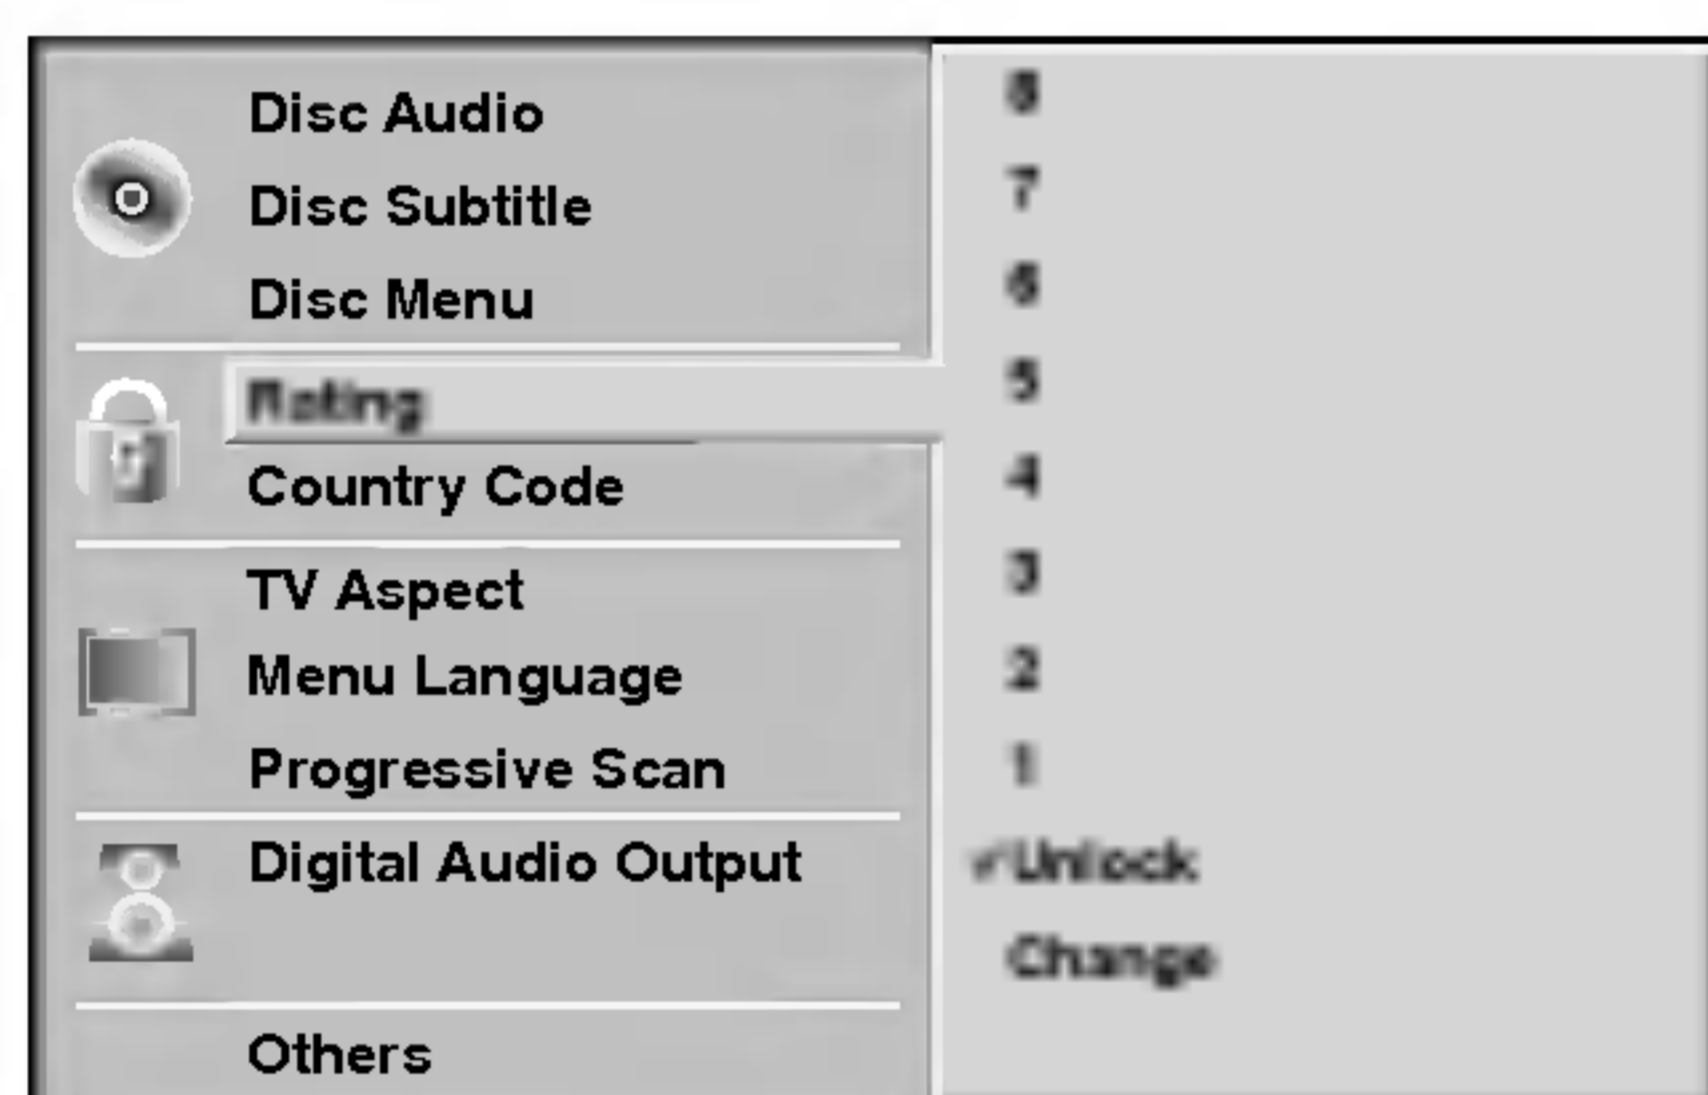 Disc Audio
Disc Subtitle
Disc Menu
Rating
Country Code
TV Aspect
Menu Language
Progressive Scan
Digital Audio Output
Others
8
7
6
5
4
3
2
1
✓Unlock
Change